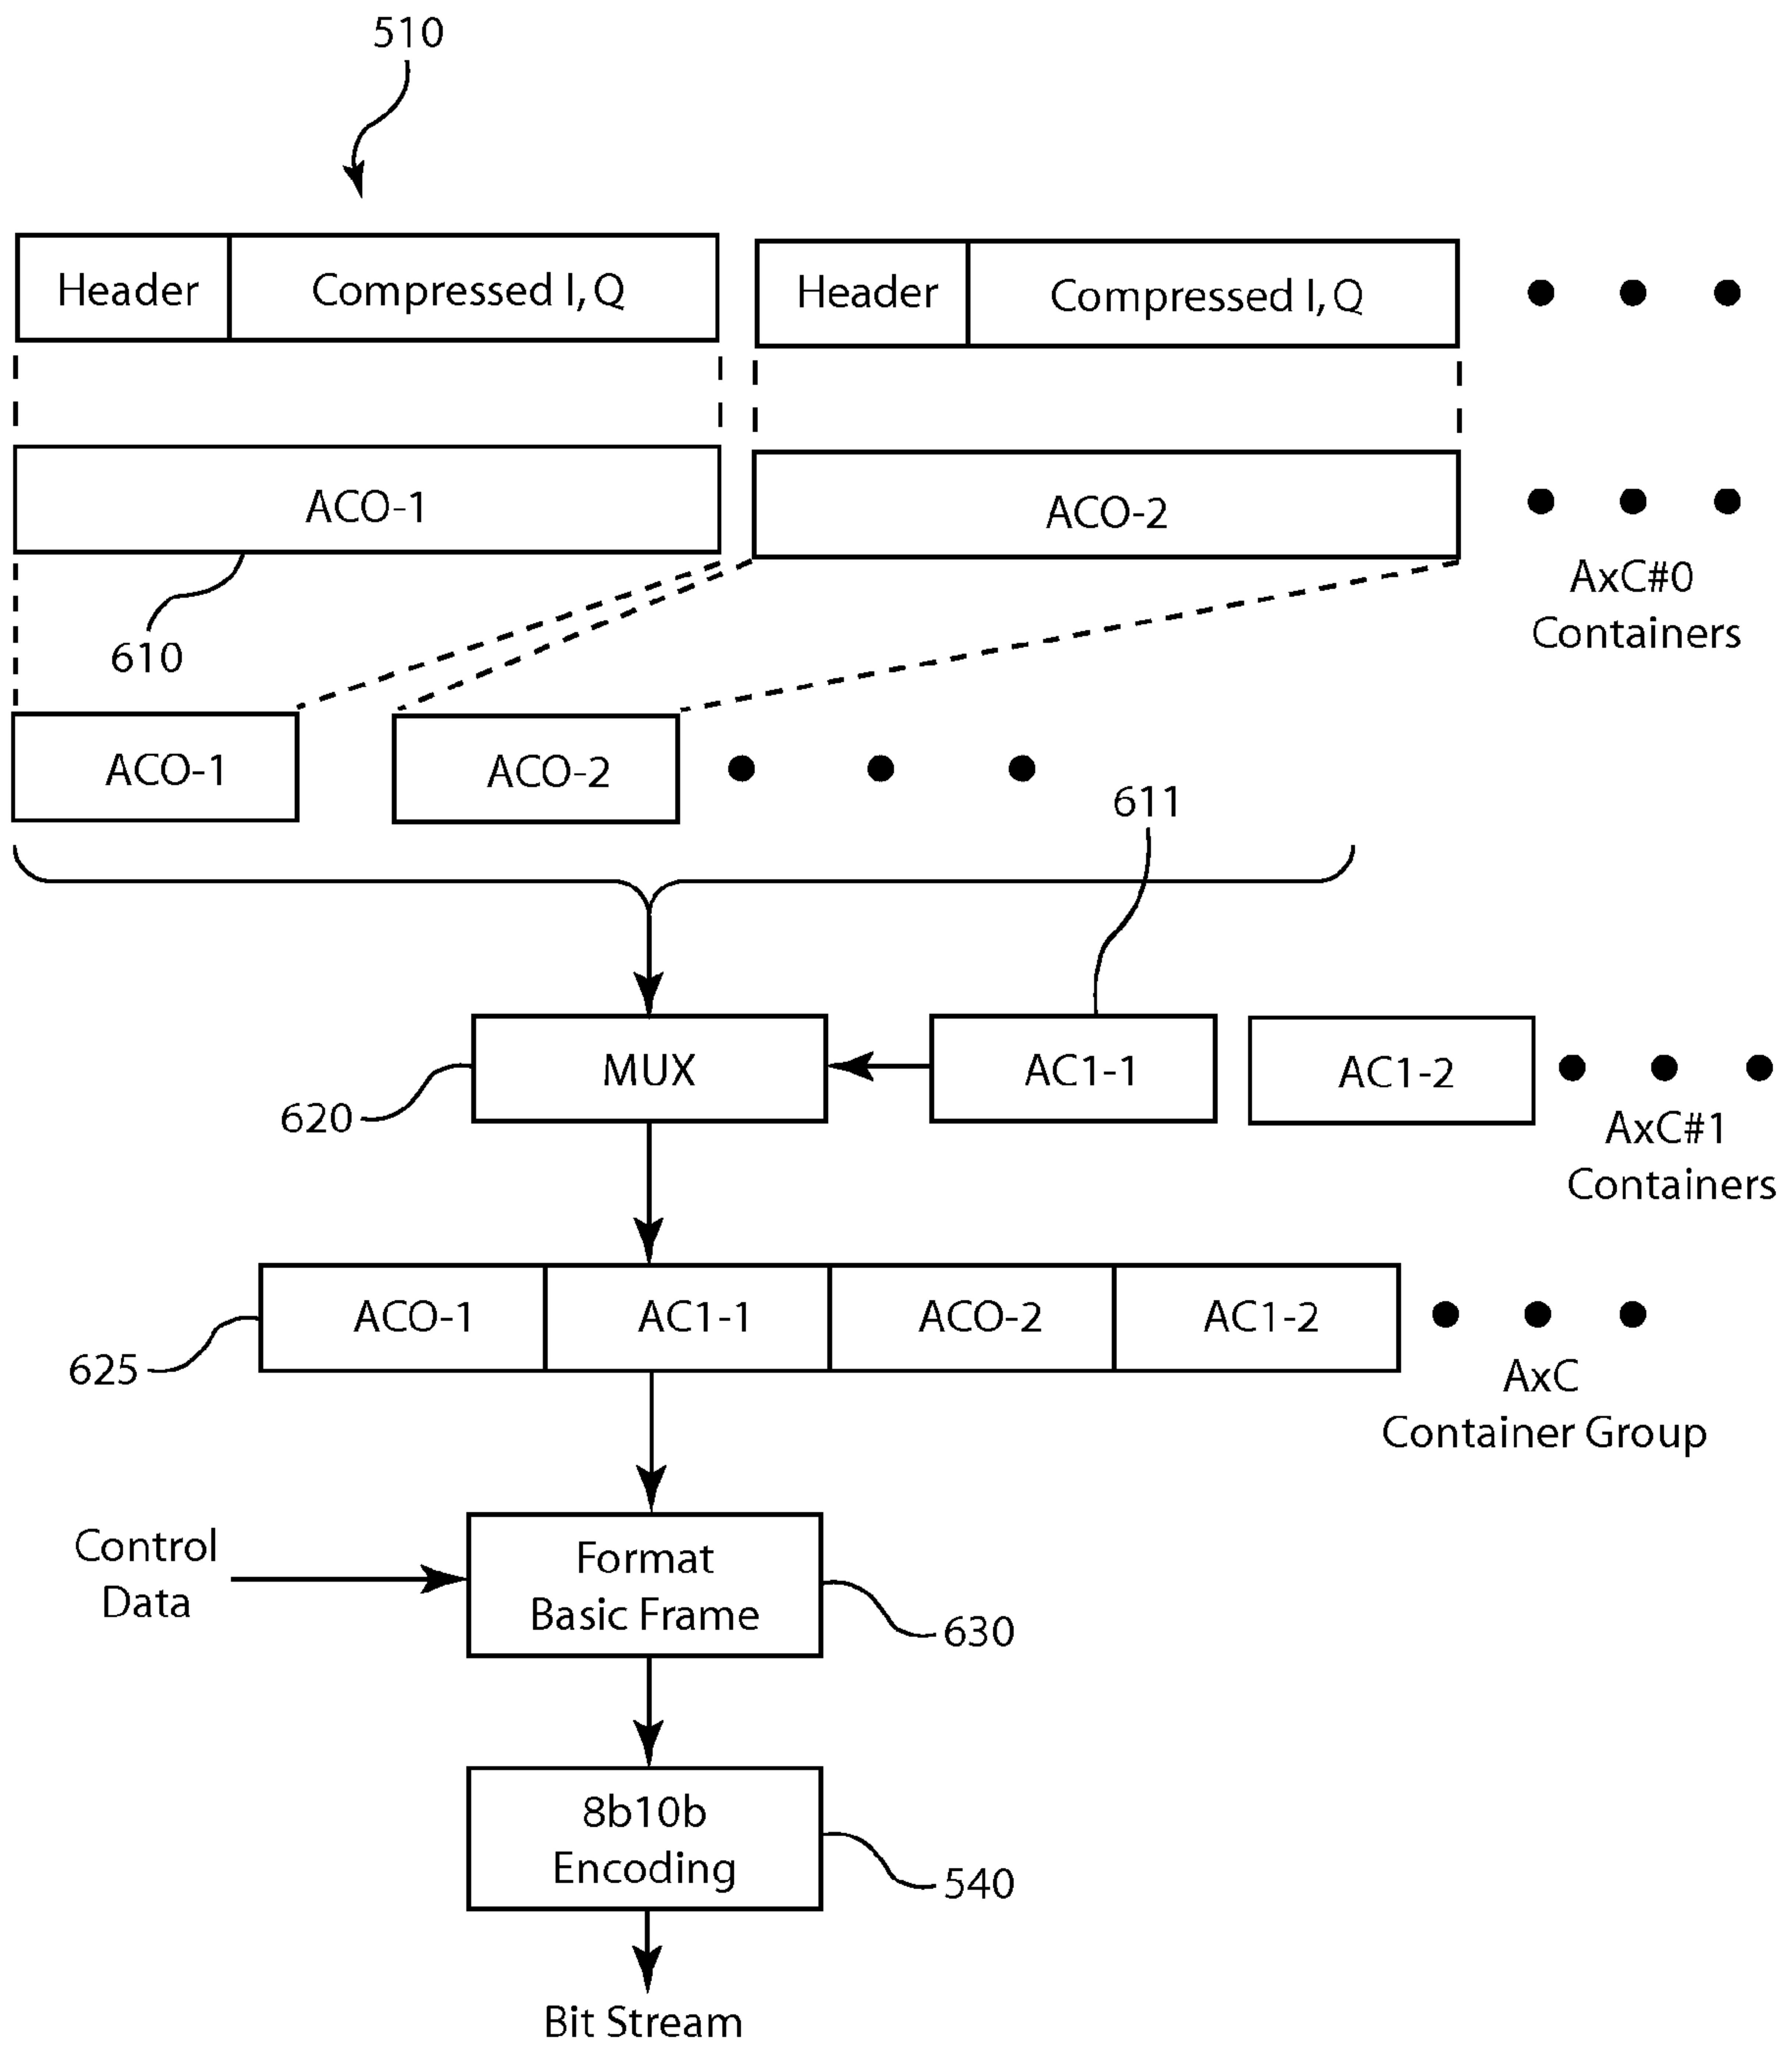 510
Header
Compressed I, Q
Header
Compressed I, Q
ACO-1
ACO-2
AxC#0
Containers
610
ACO-1
ACO-2
611
MUX
AC1-1
AC1-2
620
AxC#1
Containers
ACO-1
AC1-1
ACO-2
AC1-2
625
AxC
Container Group
Control
Data
Format
Basic Frame
630
8b10b
Encoding
540
Bit Stream